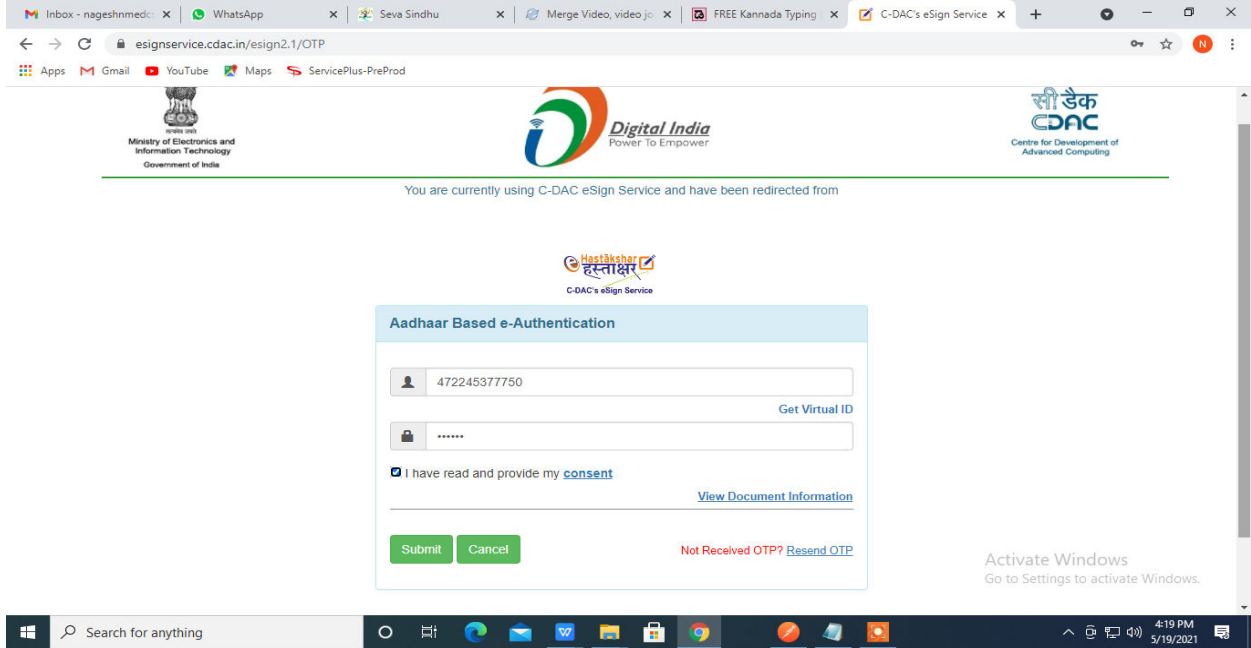 Inbox - nageshnmedc
WhatsApp
Seva Sindhu
Merge Video, video jo
FREE Kannada Typing
C-DAC's eSign Service
esignservice.cdac.in/esign2.1/OTP
N
Apps Gmail YouTube Maps ServicePlus-PreProd
Ministry of Electronics and
Information Technology
Government of India
Digital India
Power To Empower
सी डैक
CDAC
Centre for Development of
Advanced Computing
You are currently using C-DAC eSign Service and have been redirected from
Hastākshar
हस्ताक्षर
C-DAC's eSign Service
Aadhaar Based e-Authentication
472245377750
Get Virtual ID
••••••
I have read and provide my consent
View Document Information
Submit Cancel Not Received OTP? Resend OTP
Activate Windows
Go to Settings to activate Windows.
Search for anything
4:19 PM
5/19/2021